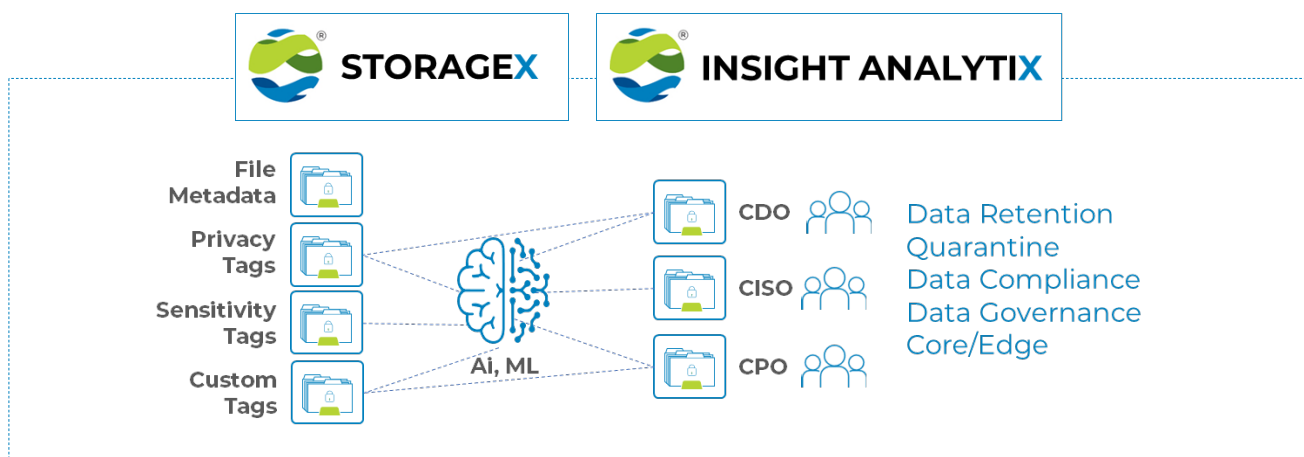 ® STORAGEX
® INSIGHT ANALYTIX
File
Metadata
Privacy
Tags
Sensitivity
Tags
Custom
Tags
Ai, ML
CDO
CISO
CPO
Data Retention
Quarantine
Data Compliance
Data Governance
Core/Edge